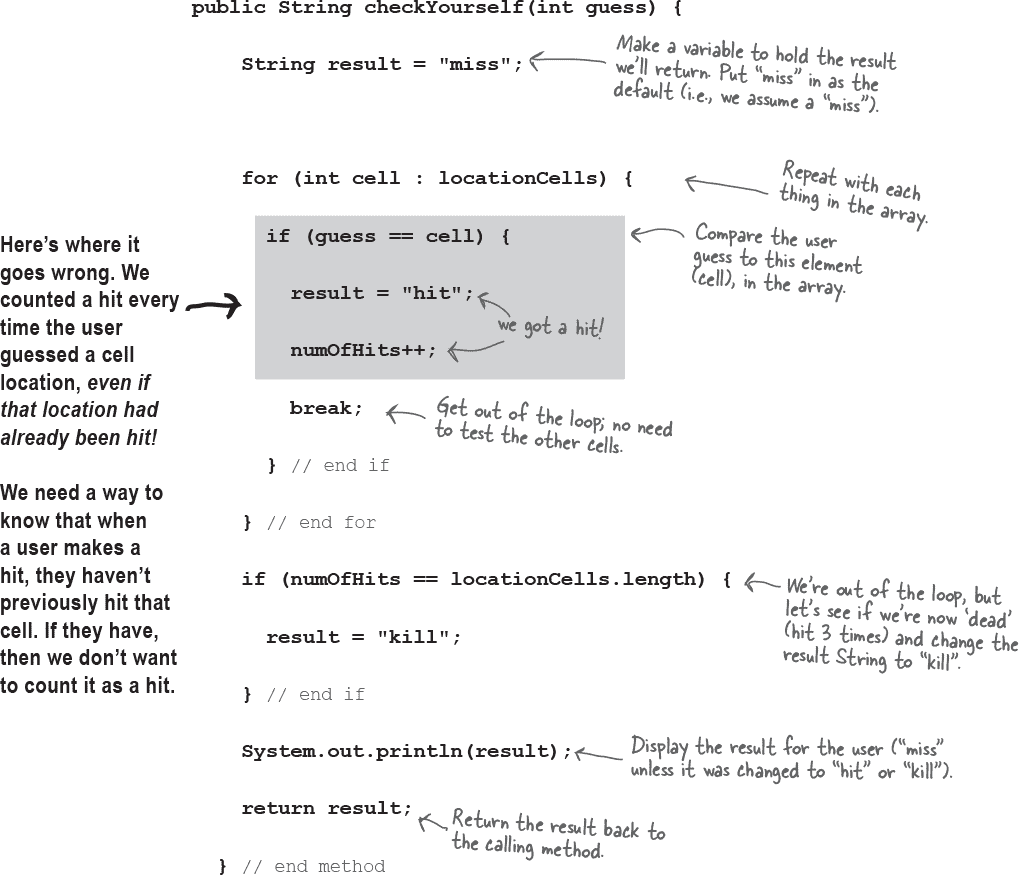 public String checkYourself(int guess) {
String result = "miss";
Make a variable to hold the result
we'll return. Put “miss” in as the
default (i.e., we assume a “miss”).
for (int cell : locationCells) {
Repeat with each
thing in the array.
Here’s where it
goes wrong. We
counted a hit every
time the user
guessed a cell
location, even if
that location had
already been hit!
We need a way to
know that when
a user makes a
hit, they haven’t
previously hit that
cell. If they have,
then we don’t want
to count it as a hit.
if (guess == cell) {
Compare the user
guess to this element
(cell), in the array.
result = "hit";
we got a hit!
numOfHits++;
break;
Get out of the loop; no need
to test the other cells.
} // end if
} // end for
if (numOfHits == locationCells.length) {
We’re out of the loop, but
let’s see if we’re now ‘dead’
(hit 3 times) and change the
result String to “kill”.
result = "kill";
} // end if
System.out.println(result);
Display the result for the user (“miss”
unless it was changed to “hit” or “kill”).
return result;
Return the result back to
the calling method.
} // end method